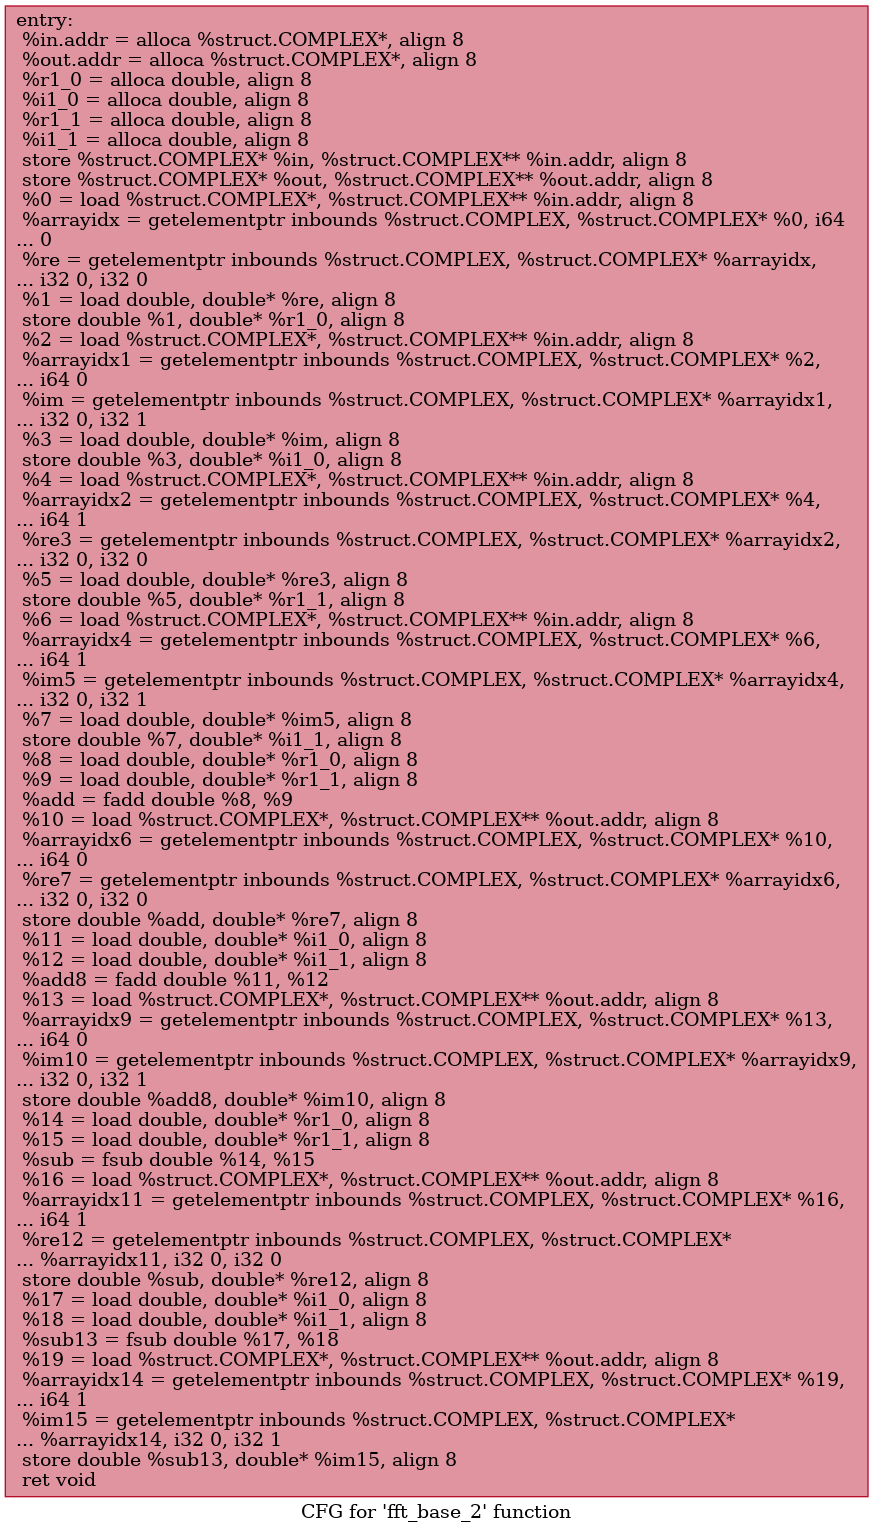 entry:
%in.addr = alloca %struct.COMPLEX*, align 8
%out.addr = alloca %struct.COMPLEX*, align 8
%r1_0 = alloca double, align 8
%i1_0 = alloca double, align 8
%r1_1 = alloca double, align 8
%i1_1 = alloca double, align 8
store %struct.COMPLEX* %in, %struct.COMPLEX** %in.addr, align 8
store %struct.COMPLEX* %out, %struct.COMPLEX** %out.addr, align 8
%0 = load %struct.COMPLEX*, %struct.COMPLEX** %in.addr, align 8
%arrayidx = getelementptr inbounds %struct.COMPLEX, %struct.COMPLEX* %0, i64
... 0
%re = getelementptr inbounds %struct.COMPLEX, %struct.COMPLEX* %arrayidx,
... i32 0, i32 0
%1 = load double, double* %re, align 8
store double %1, double* %r1_0, align 8
%2 = load %struct.COMPLEX*, %struct.COMPLEX** %in.addr, align 8
%arrayidx1 = getelementptr inbounds %struct.COMPLEX, %struct.COMPLEX* %2,
... i64 0
%im = getelementptr inbounds %struct.COMPLEX, %struct.COMPLEX* %arrayidx1,
... i32 0, i32 1
%3 = load double, double* %im, align 8
store double %3, double* %i1_0, align 8
%4 = load %struct.COMPLEX*, %struct.COMPLEX** %in.addr, align 8
%arrayidx2 = getelementptr inbounds %struct.COMPLEX, %struct.COMPLEX* %4,
... i64 1
%re3 = getelementptr inbounds %struct.COMPLEX, %struct.COMPLEX* %arrayidx2,
... i32 0, i32 0
%5 = load double, double* %re3, align 8
store double %5, double* %r1_1, align 8
%6 = load %struct.COMPLEX*, %struct.COMPLEX** %in.addr, align 8
%arrayidx4 = getelementptr inbounds %struct.COMPLEX, %struct.COMPLEX* %6,
... i64 1
%im5 = getelementptr inbounds %struct.COMPLEX, %struct.COMPLEX* %arrayidx4,
... i32 0, i32 1
%7 = load double, double* %im5, align 8
store double %7, double* %i1_1, align 8
%8 = load double, double* %r1_0, align 8
%9 = load double, double* %r1_1, align 8
%add = fadd double %8, %9
%10 = load %struct.COMPLEX*, %struct.COMPLEX** %out.addr, align 8
%arrayidx6 = getelementptr inbounds %struct.COMPLEX, %struct.COMPLEX* %10,
... i64 0
%re7 = getelementptr inbounds %struct.COMPLEX, %struct.COMPLEX* %arrayidx6,
... i32 0, i32 0
store double %add, double* %re7, align 8
%11 = load double, double* %i1_0, align 8
%12 = load double, double* %i1_1, align 8
%add8 = fadd double %11, %12
%13 = load %struct.COMPLEX*, %struct.COMPLEX** %out.addr, align 8
%arrayidx9 = getelementptr inbounds %struct.COMPLEX, %struct.COMPLEX* %13,
... i64 0
%im10 = getelementptr inbounds %struct.COMPLEX, %struct.COMPLEX* %arrayidx9,
... i32 0, i32 1
store double %add8, double* %im10, align 8
%14 = load double, double* %r1_0, align 8
%15 = load double, double* %r1_1, align 8
%sub = fsub double %14, %15
%16 = load %struct.COMPLEX*, %struct.COMPLEX** %out.addr, align 8
%arrayidx11 = getelementptr inbounds %struct.COMPLEX, %struct.COMPLEX* %16,
... i64 1
%re12 = getelementptr inbounds %struct.COMPLEX, %struct.COMPLEX*
... %arrayidx11, i32 0, i32 0
store double %sub, double* %re12, align 8
%17 = load double, double* %i1_0, align 8
%18 = load double, double* %i1_1, align 8
%sub13 = fsub double %17, %18
%19 = load %struct.COMPLEX*, %struct.COMPLEX** %out.addr, align 8
%arrayidx14 = getelementptr inbounds %struct.COMPLEX, %struct.COMPLEX* %19,
... i64 1
%im15 = getelementptr inbounds %struct.COMPLEX, %struct.COMPLEX*
... %arrayidx14, i32 0, i32 1
store double %sub13, double* %im15, align 8
ret void
CFG for 'fft_base_2' function